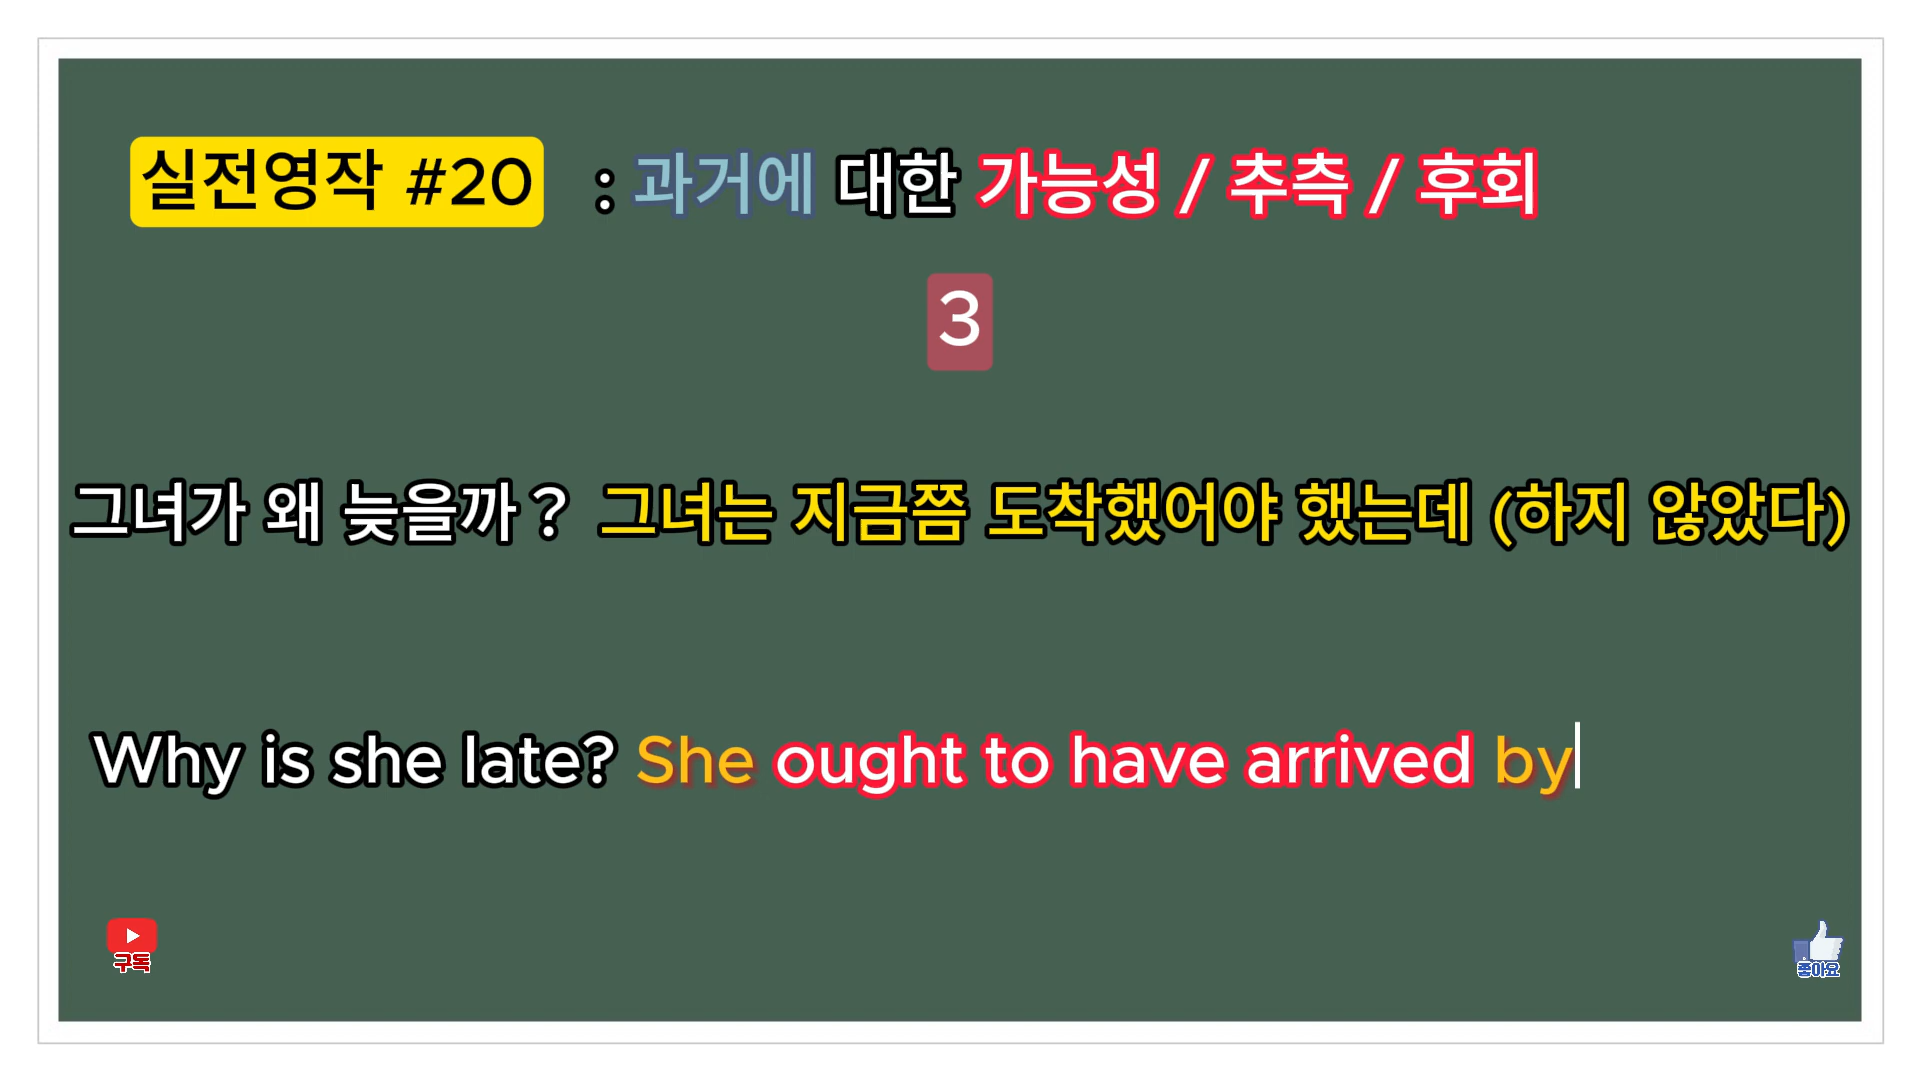 실전영작 #20 : 과거에 대한 가능성 / 추측 / 후회
3
그녀가 왜 늦을까? 그녀는 지금쯤 도착했어야 했는데 (하지 않았다)
Why is she late? She ought to have arrived by
구독
좋아요